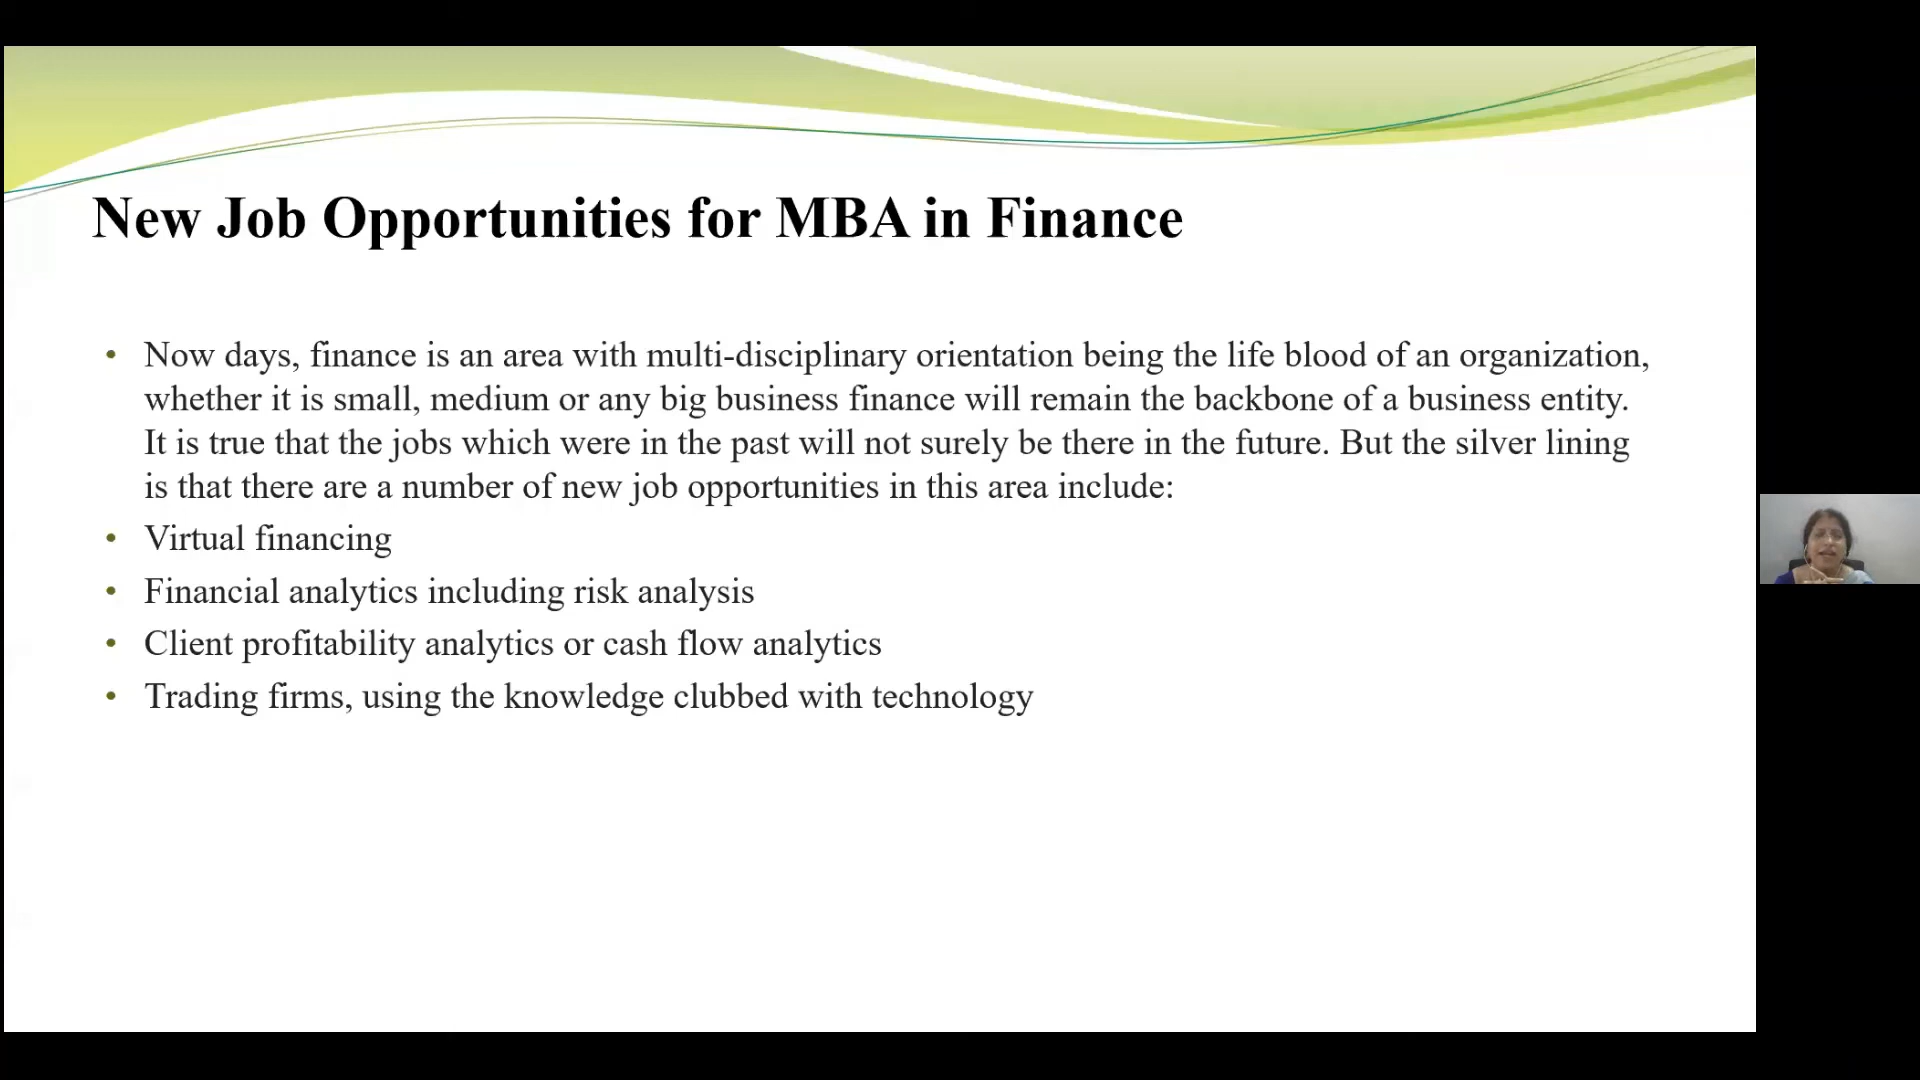 New Job Opportunities for MBA in Finance
• Now days, finance is an area with multi-disciplinary orientation being the life blood of an organization,
whether it is small, medium or any big business finance will remain the backbone of a business entity.
It is true that the jobs which were in the past will not surely be there in the future. But the silver lining
is that there are a number of new job opportunities in this area include:
• Virtual financing
• Financial analytics including risk analysis
• Client profitability analytics or cash flow analytics
• Trading firms, using the knowledge clubbed with technology